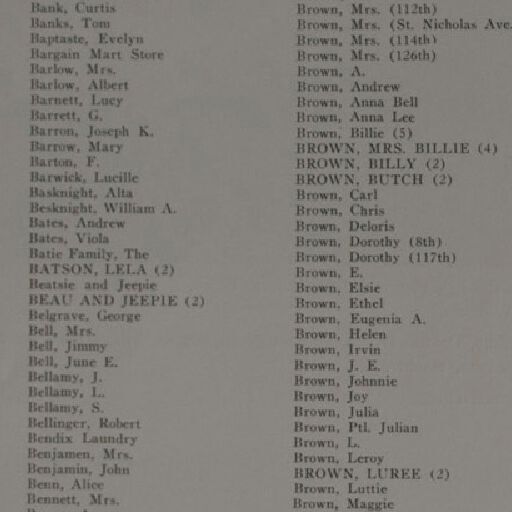 Bank, Curtis
Banks, Tom
Baptaste, Evelyn
Bargain Mart Store
Barlow, Mrs.
Barlow, Albert
Barnett, Lucy
Barrett, G.
Barron, Joseph K.
Barrow, Mary
Barton, F.
Barwick, Lucille
Basknight, Alta
Besknight, William A.
Bates, Andrew
Bates, Viola
Batie Family, The
BATSON, LELA (2)
Beatsie and Jeepie
BEAU AND JEEPIE (2)
Belgrave, George
Bell, Mrs.
Bell, Jimmy
Bell, June E.
Bellamy, J.
Bellamy, L.
Bellamy, S.
Bellinger, Robert
Bendix Laundry
Benjamen, Mrs.
Benjamin, John
Benn, Alice
Bennett, Mrs.
Brown, Mrs. (112th)
Brown, Mrs. (St. Nicholas Ave.
Brown, Mrs. (114th)
Brown, Mrs. (126th)
Brown, A.
Brown, Andrew
Brown, Anna Bell
Brown, Anna Lee
Brown, Billie (5)
BROWN, MRS. BILLIE (4)
BROWN, BILLY (2)
BROWN, BUTCH (2)
Brown, Carl
Brown, Chris
Brown, Deloris
Brown, Dorothy (8th)
Brown, Dorothy (117th)
Brown, E.
Brown, Elsie
Brown, Ethel
Brown, Eugenia A.
Brown, Helen
Brown, Irvin
Brown, J. E.
Brown, Johnnie
Brown, Joy
Brown, Julia
Brown, Ptl. Julian
Brown, L.
Brown, Leroy
BROWN, LUREE (2)
Brown, Luttie
Brown, Maggie